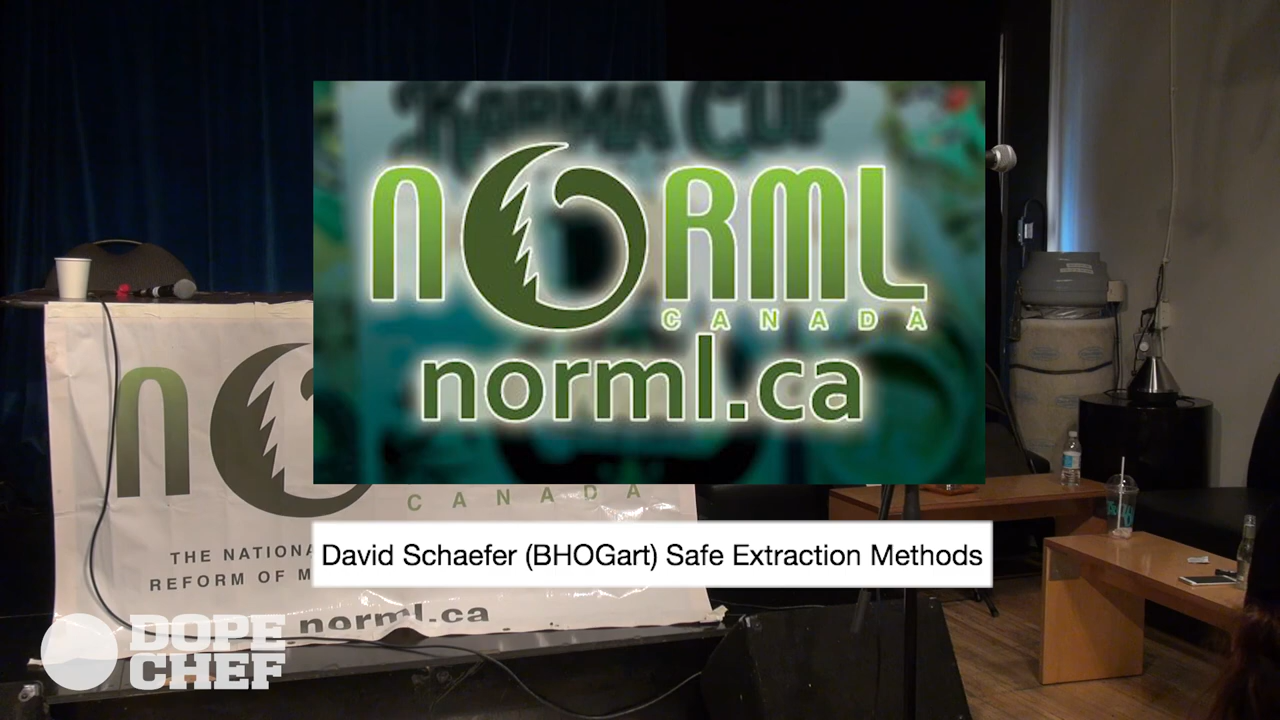 KARMA CUP
NORML
CANADA
norml.ca
David Schaefer (BHOGart) Safe Extraction Methods
NORML
CANADA
THE NATIONAL
REFORM OF M
norml.ca
DOPE
CHEF